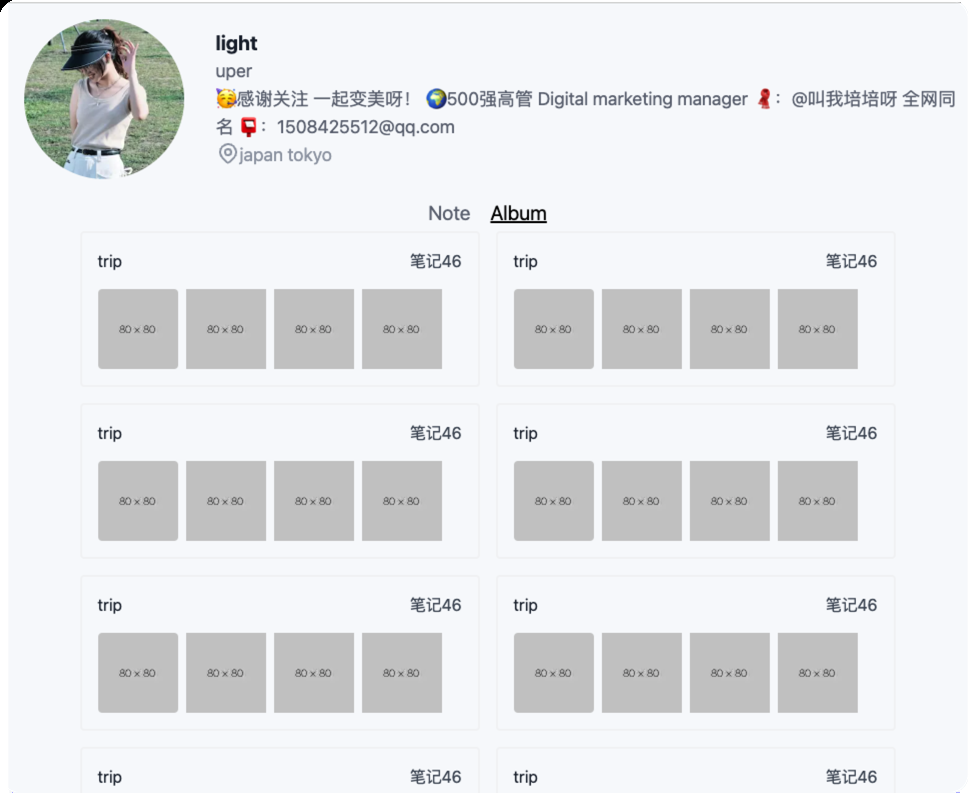 light
uper
🥳感谢关注 一起变美呀！ 🌍500强高管 Digital marketing manager 🧣：@叫我培培呀 全网同
名 📮：1508425512@qq.com
japan tokyo
Note Album
trip 笔记46 trip 笔记46
80 × 80 80 × 80 80 × 80 80 × 80 80 × 80 80 × 80 80 × 80 80 × 80
trip 笔记46 trip 笔记46
80 × 80 80 × 80 80 × 80 80 × 80 80 × 80 80 × 80 80 × 80 80 × 80
trip 笔记46 trip 笔记46
80 × 80 80 × 80 80 × 80 80 × 80 80 × 80 80 × 80 80 × 80 80 × 80
trip 笔记46 trip 笔记46